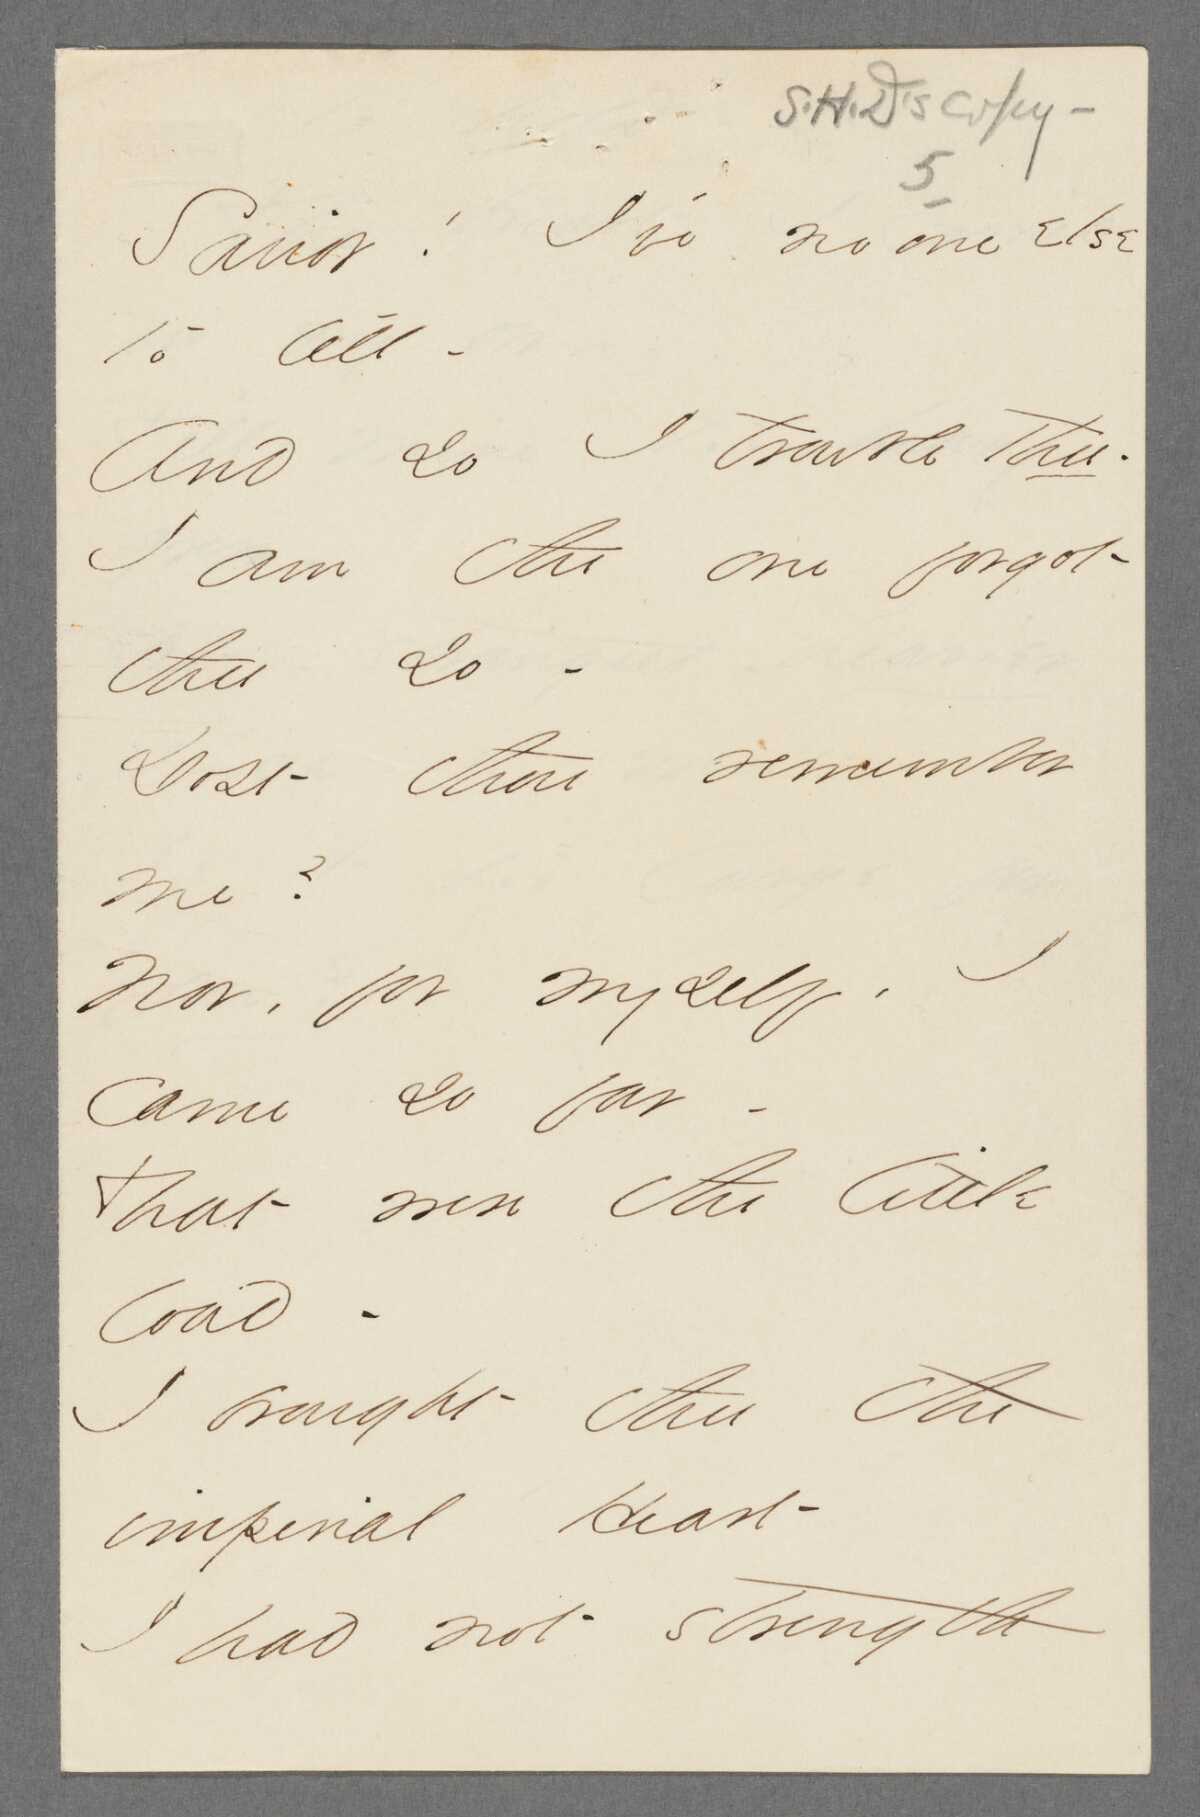 S.H.D's copy -
5
Savior! I've no one else
to tell -
And so I trouble Thee.
I am the one forgot
thee so -
Dost thou remember
me?
Nor, for myself, I
came so far -
That were the little
load -
I brought thee the
imperial Heart
I had not strength